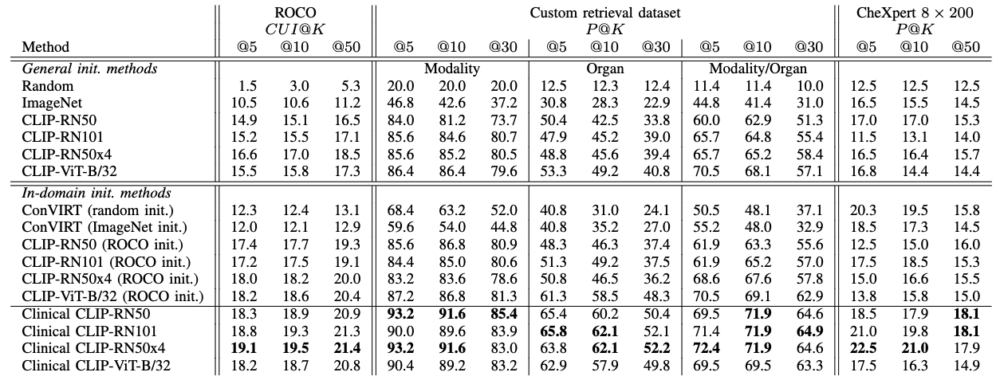 ROCO Custom retrieval dataset CheXpert 8 × 200
CUI@K P@K P@K
Method @5 @10 @50 @5 @10 @30 @5 @10 @30 @5 @10 @30 @5 @10 @50
General init. methods Modality Organ Modality/Organ
Random 1.5 3.0 5.3 20.0 20.0 20.0 12.5 12.3 12.4 11.4 11.4 10.0 12.5 12.5 12.5
ImageNet 10.5 10.6 11.2 46.8 42.6 37.2 30.8 28.3 22.9 44.8 41.4 31.0 16.5 15.5 14.5
CLIP-RN50 14.9 15.1 16.5 84.0 81.2 73.7 50.4 42.5 33.8 60.0 62.9 51.3 17.0 17.0 15.3
CLIP-RN101 15.2 15.5 17.1 85.6 84.6 80.7 47.9 45.2 39.0 65.7 64.8 55.4 11.5 13.1 14.0
CLIP-RN50x4 16.6 17.0 18.5 85.6 85.2 80.5 48.8 45.6 39.4 65.7 65.2 58.4 16.5 16.4 15.7
CLIP-ViT-B/32 15.5 15.8 17.3 86.4 86.4 79.6 53.3 49.2 40.8 70.5 68.1 57.1 16.8 14.4 14.4
In-domain init. methods
ConVIRT (random init.) 12.3 12.4 13.1 68.4 63.2 52.0 40.8 31.0 24.1 50.5 48.1 37.1 20.3 19.5 15.8
ConVIRT (ImageNet init.) 12.0 12.1 12.9 59.6 54.0 44.8 40.8 35.2 27.0 55.2 48.0 32.9 18.5 17.3 14.5
CLIP-RN50 (ROCO init.) 17.4 17.7 19.3 85.6 86.8 80.9 48.3 46.3 37.4 61.9 63.3 55.6 12.5 15.0 16.0
CLIP-RN101 (ROCO init.) 17.2 17.5 19.1 84.4 85.0 80.6 51.3 49.2 37.5 61.9 65.2 57.0 17.5 18.5 15.3
CLIP-RN50x4 (ROCO init.) 18.0 18.2 20.0 83.2 83.6 78.6 50.8 46.5 36.2 68.6 67.6 57.8 15.0 16.6 15.5
CLIP-ViT-B/32 (ROCO init.) 18.2 18.6 20.4 87.2 86.8 81.3 61.3 58.5 48.3 70.5 69.1 62.9 13.8 15.8 15.0
Clinical CLIP-RN50 18.3 18.9 20.9 93.2 91.6 85.4 65.4 60.2 50.4 69.5 71.9 64.6 18.5 17.9 18.1
Clinical CLIP-RN101 18.8 19.3 21.3 90.0 89.6 83.9 65.8 62.1 52.1 71.4 71.9 64.9 21.0 19.8 18.1
Clinical CLIP-RN50x4 19.1 19.5 21.4 93.2 91.6 83.0 63.8 62.1 52.2 72.4 71.9 64.6 22.5 21.0 17.9
Clinical CLIP-ViT-B/32 18.2 18.7 20.8 90.4 89.2 83.2 62.9 57.9 49.8 69.5 69.5 63.3 17.5 16.3 14.9